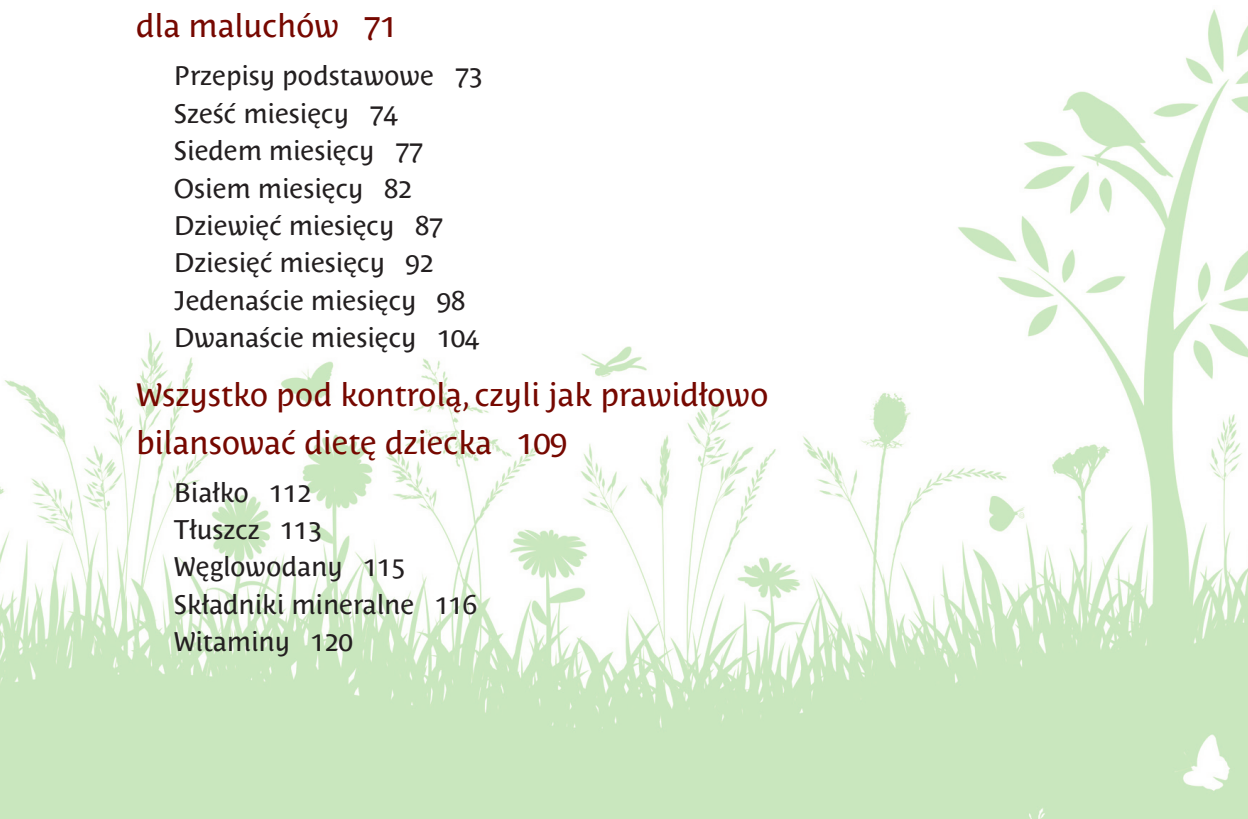 dla maluchów 71
Przepisy podstawowe 73
Sześć miesięcy 74
Siedem miesięcy 77
Osiem miesięcy 82
Dziewięć miesięcy 87
Dziesięć miesięcy 92
Jedenaście miesięcy 98
Dwanaście miesięcy 104
Wszystko pod kontrolą, czyli jak prawidłowo
bilansować dietę dziecka 109
Białko 112
Tłuszcz 113
Węglowodany 115
Składniki mineralne 116
Witaminy 120